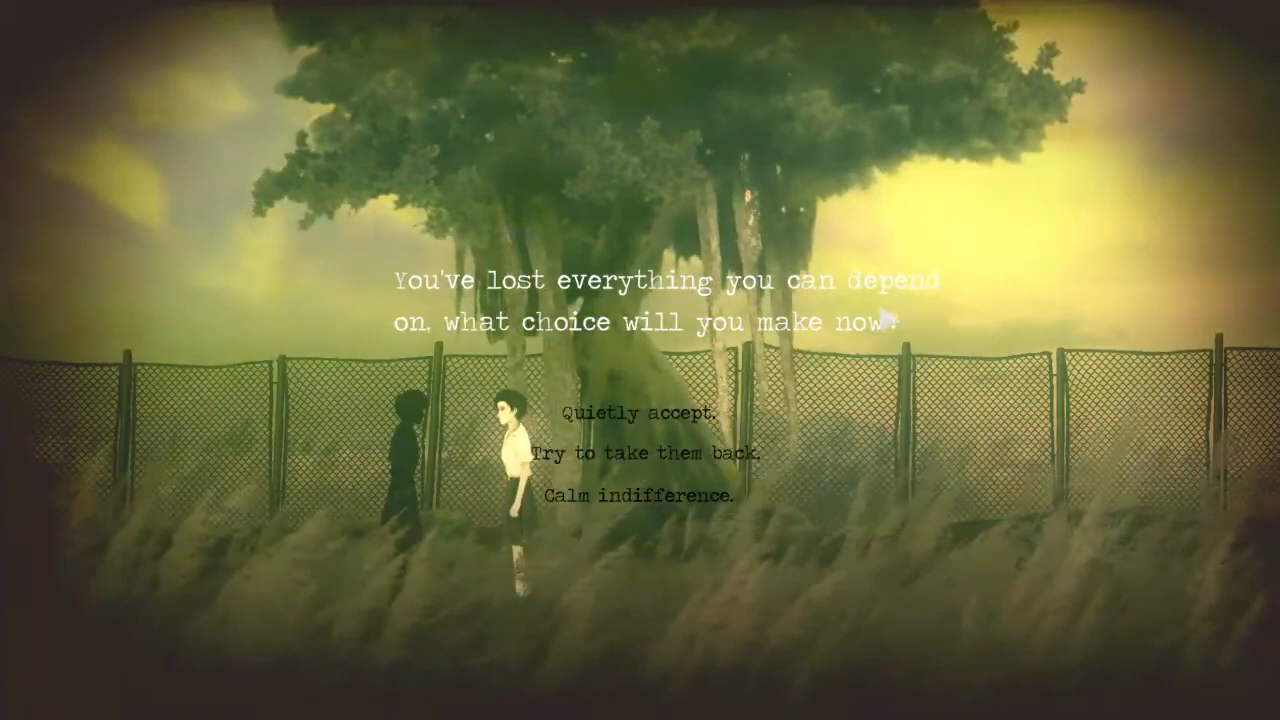 You've lost everything you can depend
on, what choice will you make now?
Quietly accept.
Try to take them back.
Calm indifference.